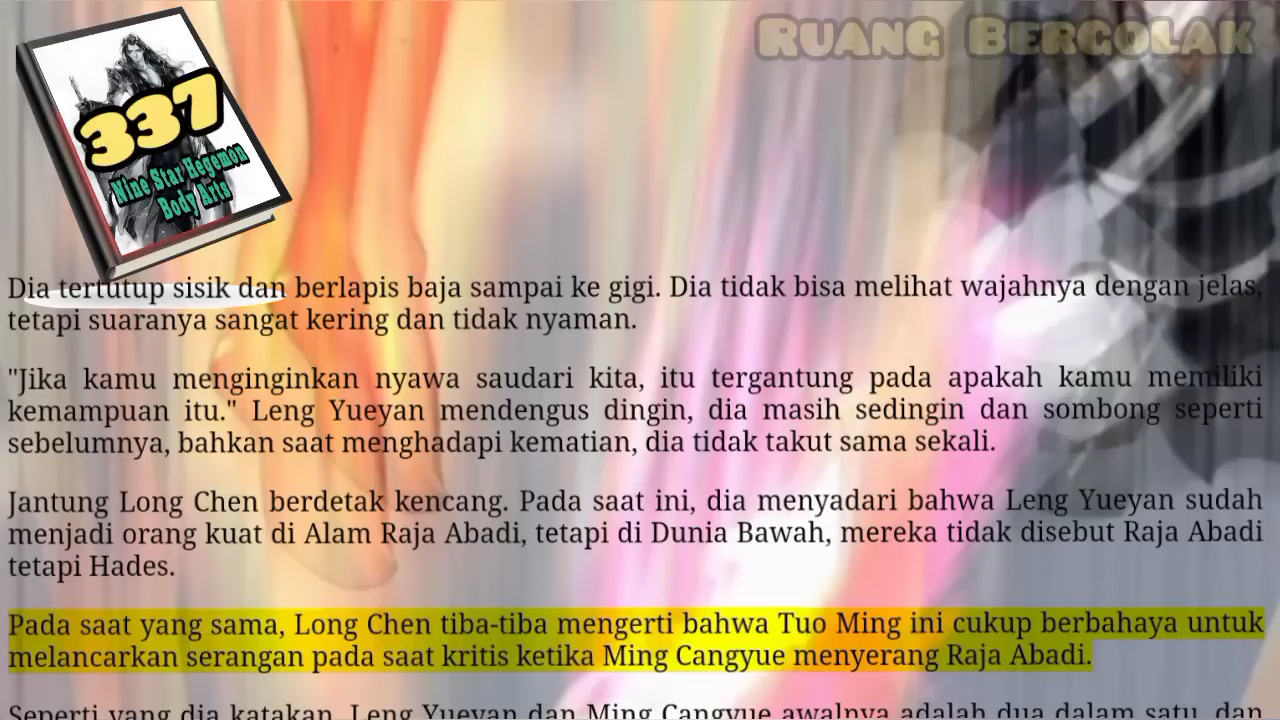 RUANG BERGOLAK
337
Nine Star Hegemon
Body Arts
Dia tertutup sisik dan berlapis baja sampai ke gigi. Dia tidak bisa melihat wajahnya dengan jelas,
tetapi suaranya sangat kering dan tidak nyaman.
"Jika kamu menginginkan nyawa saudari kita, itu tergantung pada apakah kamu memiliki
kemampuan itu." Leng Yueyan mendengus dingin, dia masih sedingin dan sombong seperti
sebelumnya, bahkan saat menghadapi kematian, dia tidak takut sama sekali.
Jantung Long Chen berdetak kencang. Pada saat ini, dia menyadari bahwa Leng Yueyan sudah
menjadi orang kuat di Alam Raja Abadi, tetapi di Dunia Bawah, mereka tidak disebut Raja Abadi
tetapi Hades.
Pada saat yang sama, Long Chen tiba-tiba mengerti bahwa Tuo Ming ini cukup berbahaya untuk
melancarkan serangan pada saat kritis ketika Ming Cangyue menyerang Raja Abadi.
Seperti yang dia katakan, Leng Yueyan dan Ming Cangyue awalnya adalah dua dalam satu, dan